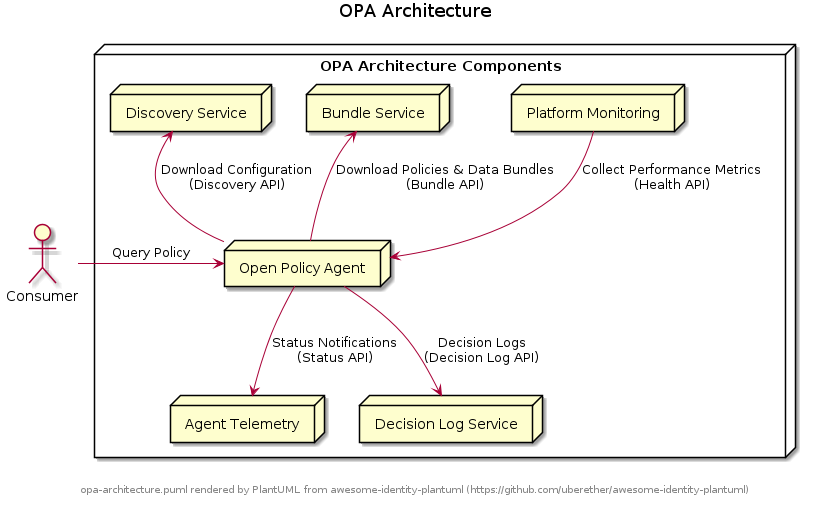 OPA Architecture
OPA Architecture Components
Discovery Service
Bundle Service
Platform Monitoring
Download Configuration
(Discovery API)
Download Policies & Data Bundles
(Bundle API)
Collect Performance Metrics
(Health API)
Query Policy
Open Policy Agent
Consumer
Status Notifications
(Status API)
Decision Logs
(Decision Log API)
Agent Telemetry
Decision Log Service
opa-architecture.puml rendered by PlantUML from awesome-identity-plantuml (https://github.com/uberether/awesome-identity-plantuml)